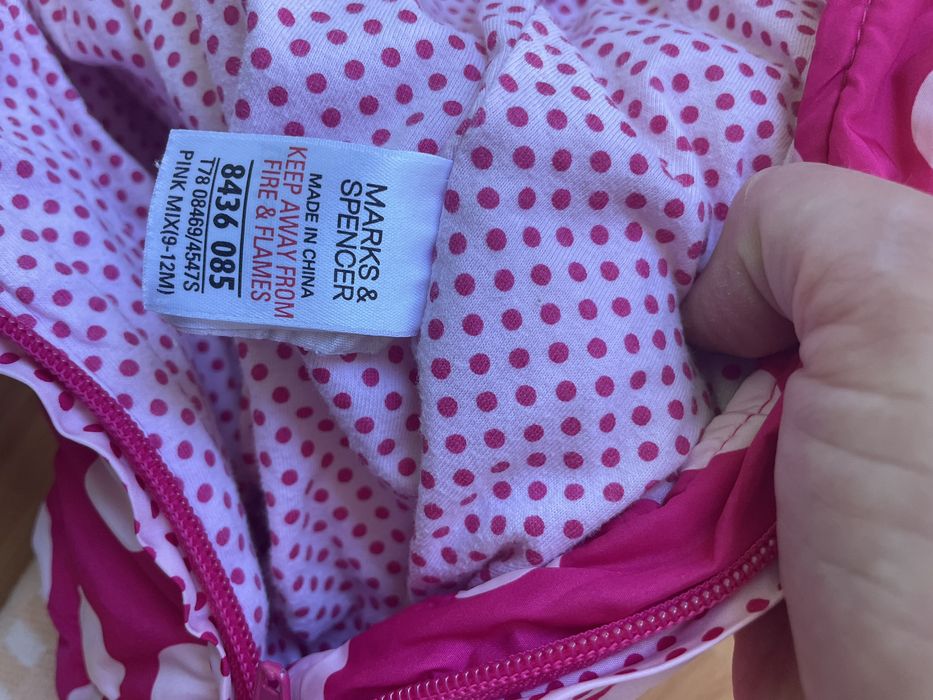 MARKS &
SPENCER
MADE IN CHINA
KEEP AWAY FROM
FIRE & FLAMES
8436 085
T78 08469/4547S
PINK MIX(9-12M)